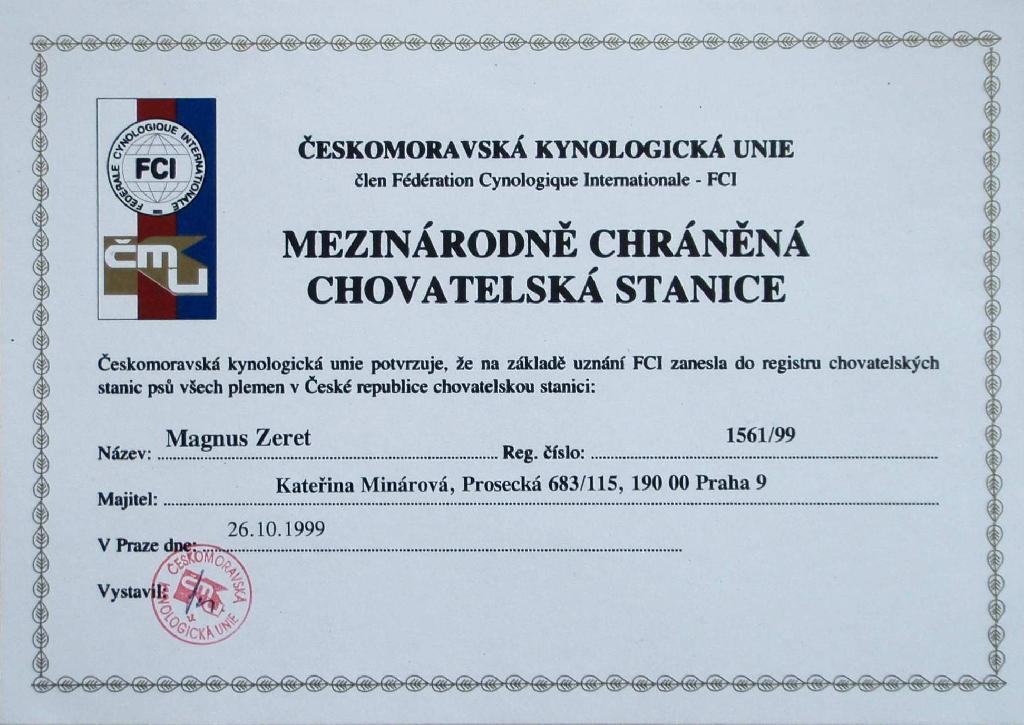 FÉDÉRALE CYNOLOGIQUE INTERNATIONALE
FCI
čmku
ČESKOMORAVSKÁ KYNOLOGICKÁ UNIE
člen Fédération Cynologique Internationale - FCI
MEZINÁRODNĚ CHRÁNĚNÁ
CHOVATELSKÁ STANICE
Českomoravská kynologická unie potvrzuje, že na základě uznání FCI zanesla do registru chovatelských
stanic psů všech plemen v České republice chovatelskou stanici:
Název: Magnus Zeret Reg. číslo: 1561/99
Majitel: Kateřina Minárová, Prosecká 683/115, 190 00 Praha 9
V Praze dne: 26.10.1999
Vystavil:
ČESKOMORAVSKÁ
KYNOLOGICKÁ UNIE